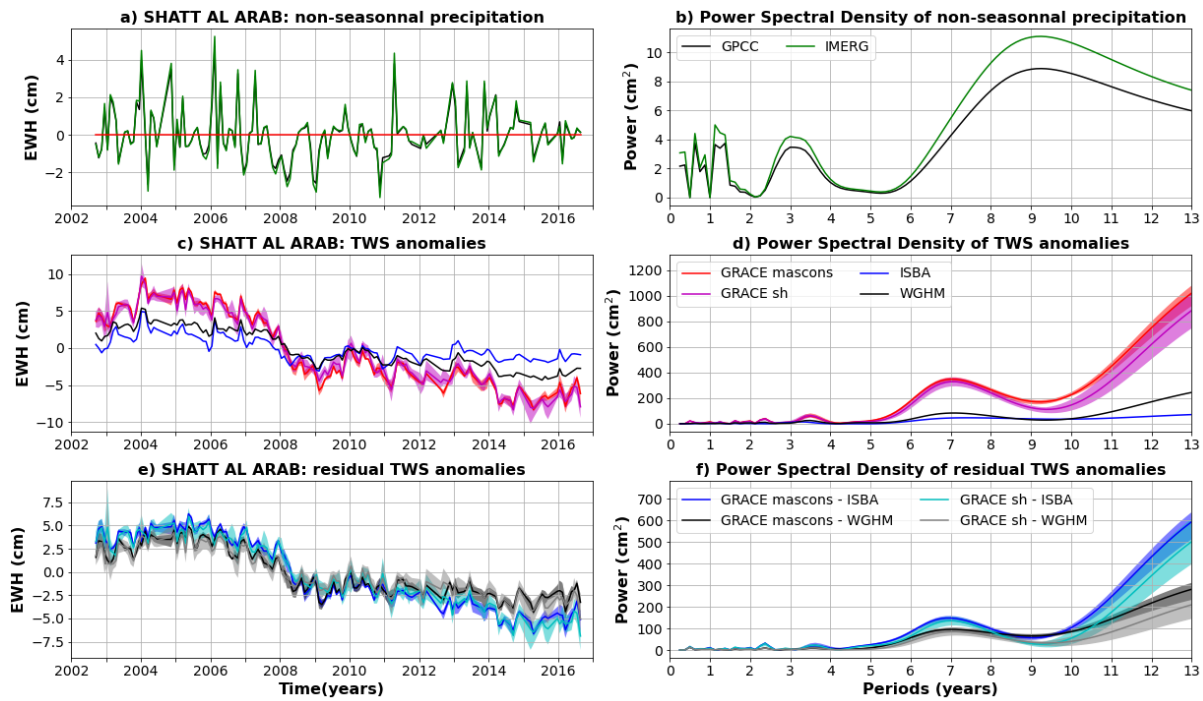 a) SHATT AL ARAB: non-seasonnal precipitation
EWH (cm)
4
2
0
−2
2002 2004 2006 2008 2010 2012 2014 2016
b) Power Spectral Density of non-seasonnal precipitation
GPCC IMERG
Power (cm²)
10
8
6
4
2
0
0 1 2 3 4 5 6 7 8 9 10 11 12 13
c) SHATT AL ARAB: TWS anomalies
EWH (cm)
10
5
0
−5
−10
2002 2004 2006 2008 2010 2012 2014 2016
d) Power Spectral Density of TWS anomalies
GRACE mascons ISBA
GRACE sh WGHM
Power (cm²)
1200
1000
800
600
400
200
0
0 1 2 3 4 5 6 7 8 9 10 11 12 13
e) SHATT AL ARAB: residual TWS anomalies
EWH (cm)
7.5
5.0
2.5
0.0
−2.5
−5.0
−7.5
2002 2004 2006 2008 2010 2012 2014 2016
Time(years)
f) Power Spectral Density of residual TWS anomalies
GRACE mascons - ISBA GRACE sh - ISBA
GRACE mascons - WGHM GRACE sh - WGHM
Power (cm²)
700
600
500
400
300
200
100
0
0 1 2 3 4 5 6 7 8 9 10 11 12 13
Periods (years)